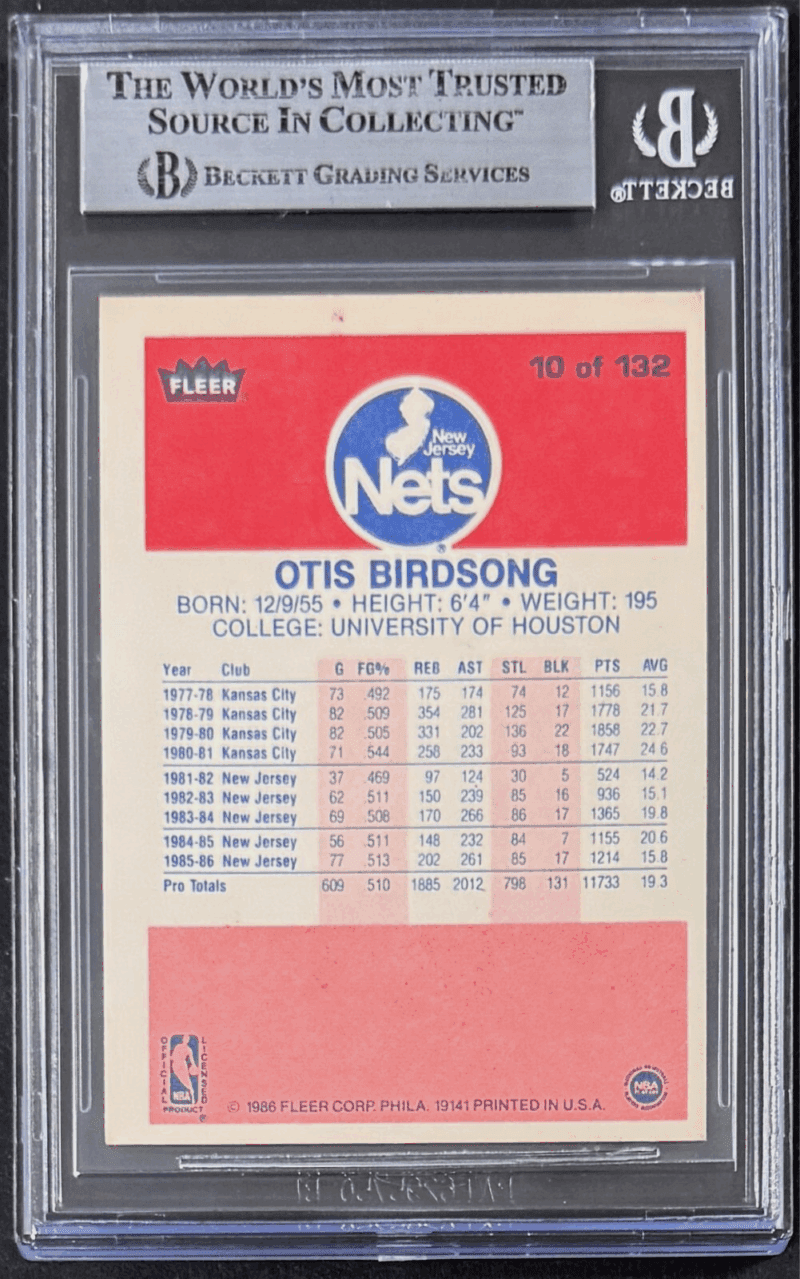 THE WORLD'S MOST TRUSTED
SOURCE IN COLLECTING™
B BECKETT GRADING SERVICES
B
BECKETT®
FLEER
10 of 132
New
Jersey
Nets
®
OTIS BIRDSONG
BORN: 12/9/55 • HEIGHT: 6'4" • WEIGHT: 195
COLLEGE: UNIVERSITY OF HOUSTON
Year Club G FG% REB AST STL BLK PTS AVG
1977-78 Kansas City 73 .492 175 174 74 12 1156 15.8
1978-79 Kansas City 82 .509 354 281 125 17 1778 21.7
1979-80 Kansas City 82 .505 331 202 136 22 1858 22.7
1980-81 Kansas City 71 .544 258 233 93 18 1747 24.6
1981-82 New Jersey 37 .469 97 124 30 5 524 14.2
1982-83 New Jersey 62 .511 150 239 85 16 936 15.1
1983-84 New Jersey 69 .508 170 266 86 17 1365 19.8
1984-85 New Jersey 56 .511 148 232 84 7 1155 20.6
1985-86 New Jersey 77 .513 202 261 85 17 1214 15.8
Pro Totals 609 .510 1885 2012 798 131 11733 19.3
OFFICIAL LICENSED
NBA
PRODUCT ®
© 1986 FLEER CORP. PHILA. 19141 PRINTED IN U.S.A.
NBA